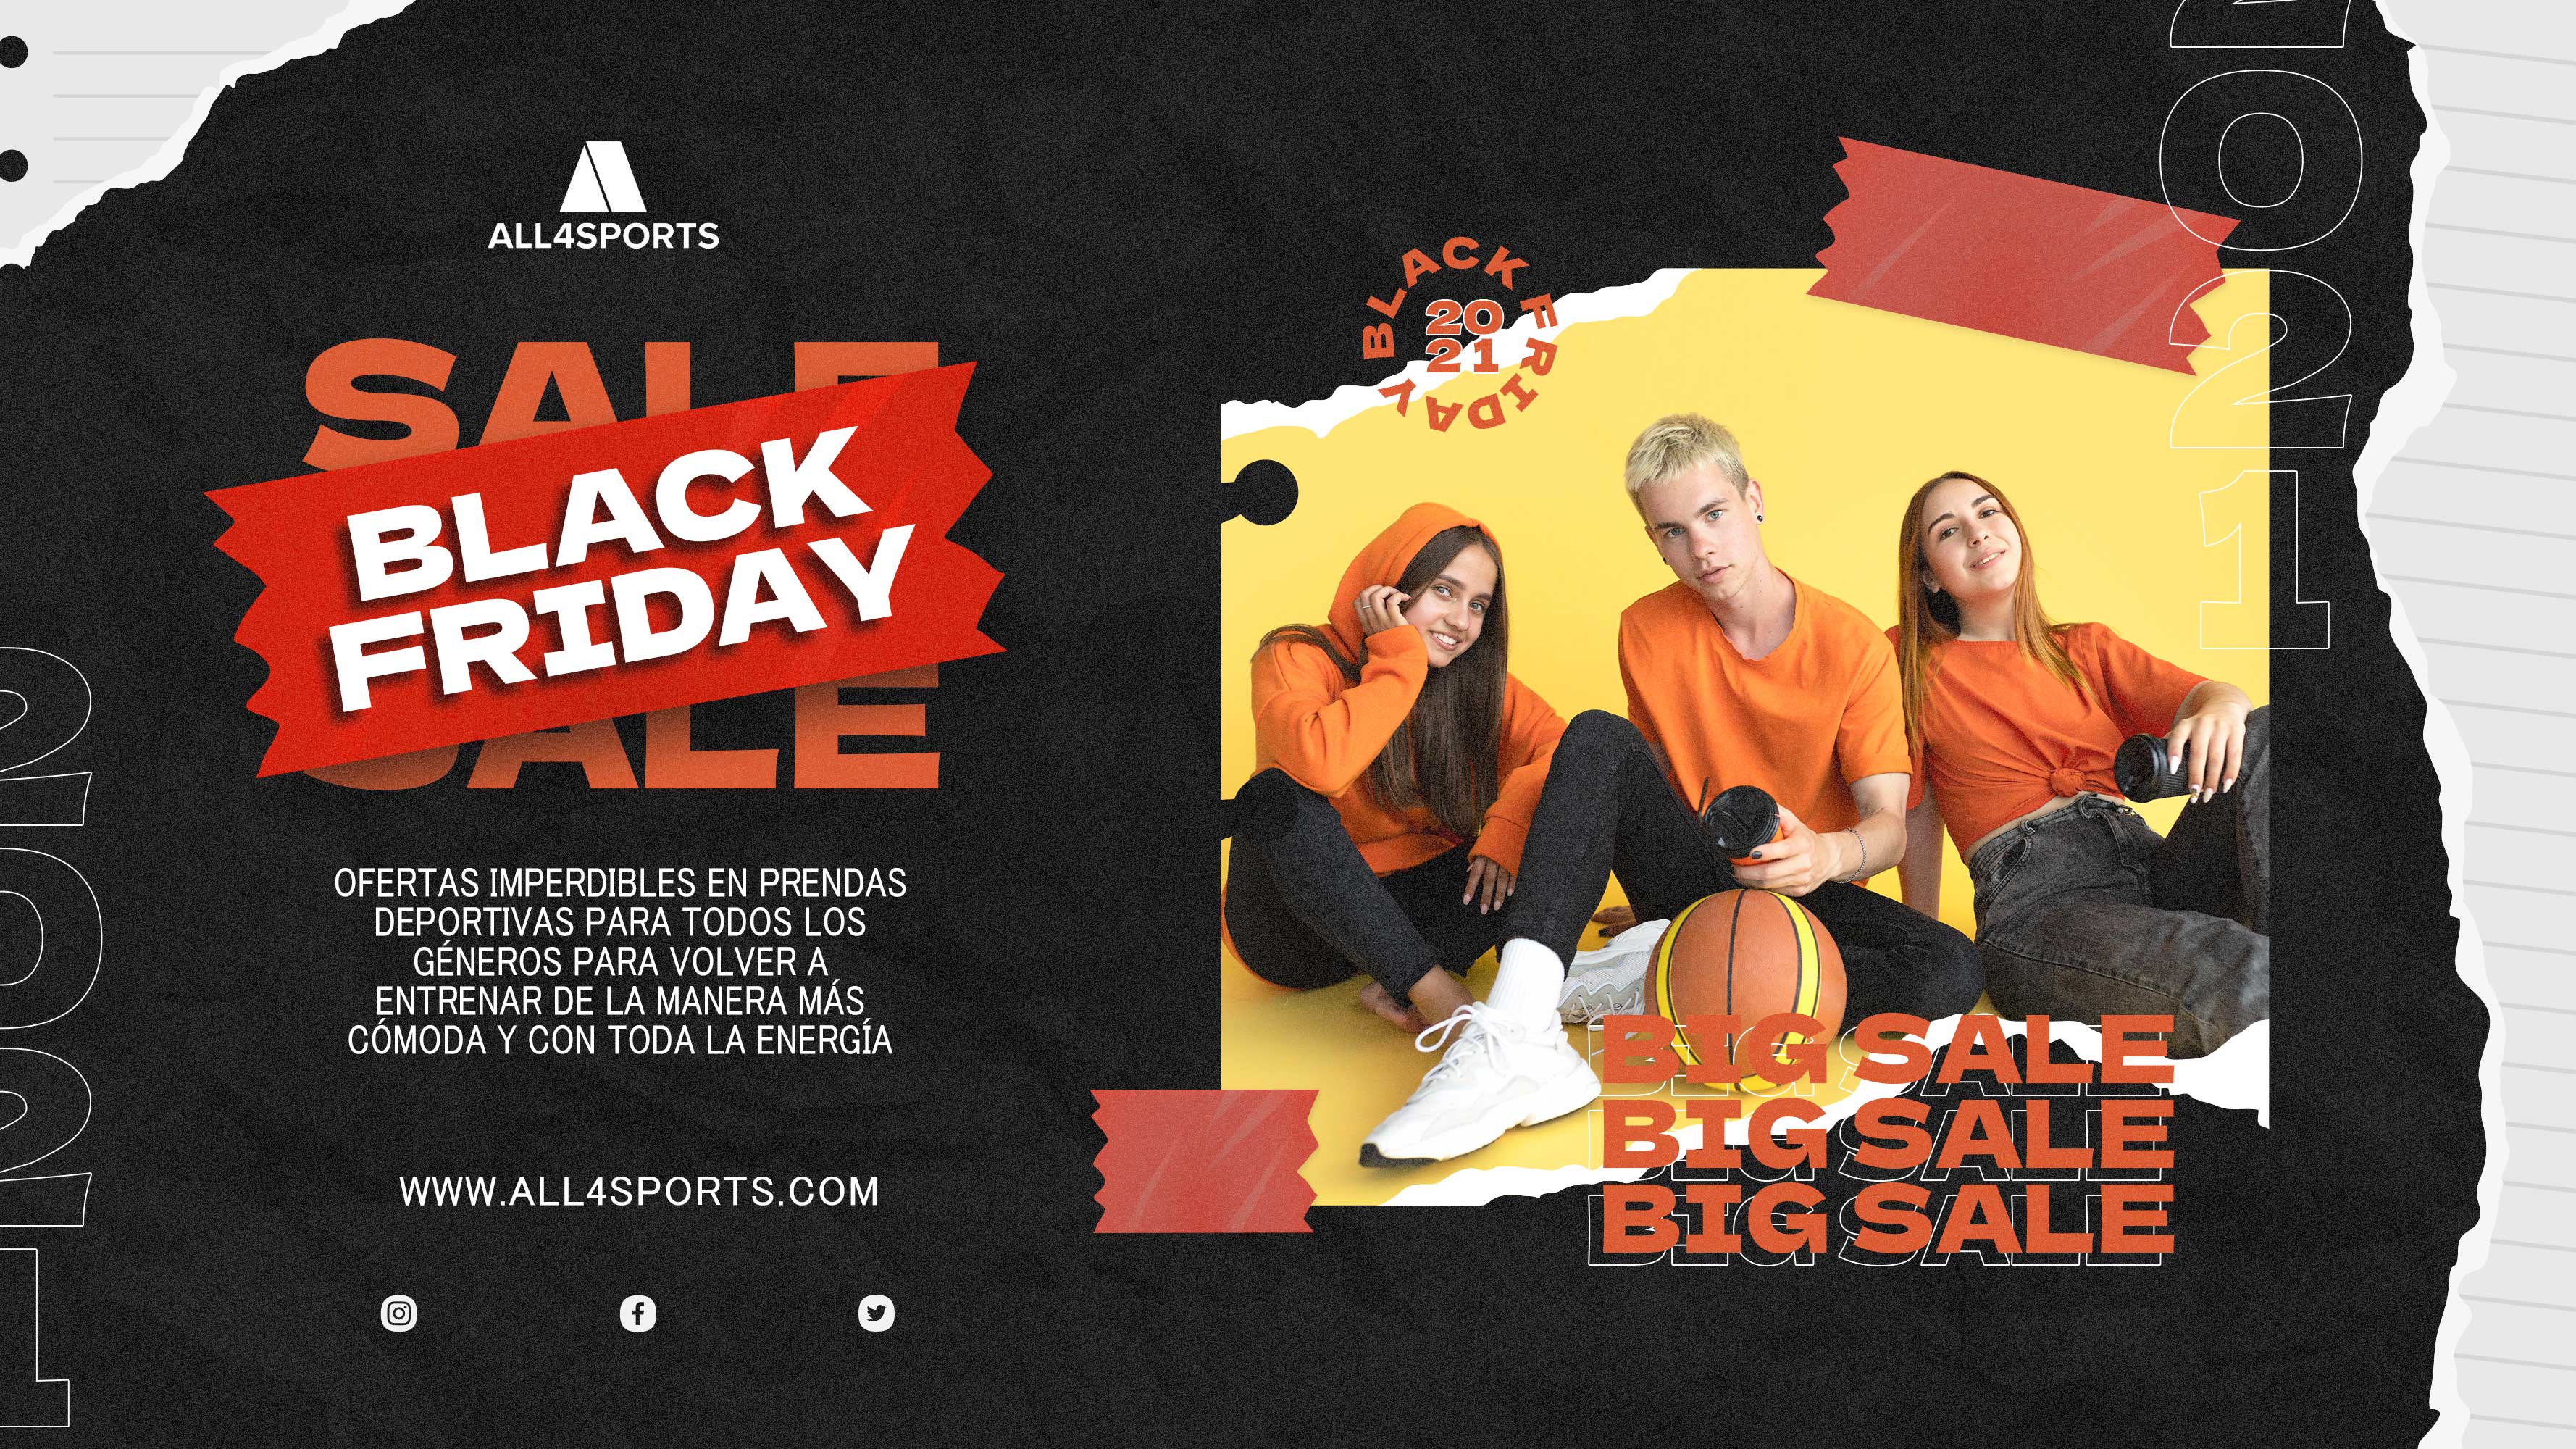 ALL4SPORTS
SALE
BLACK
FRIDAY
SALE
OFERTAS IMPERDIBLES EN PRENDAS
DEPORTIVAS PARA TODOS LOS
GÉNEROS PARA VOLVER A
ENTRENAR DE LA MANERA MÁS
CÓMODA Y CON TODA LA ENERGÍA
WWW.ALL4SPORTS.COM
BLACK FRIDAY
20
21
BIG SALE
BIG SALE
BIG SALE
2021
2021